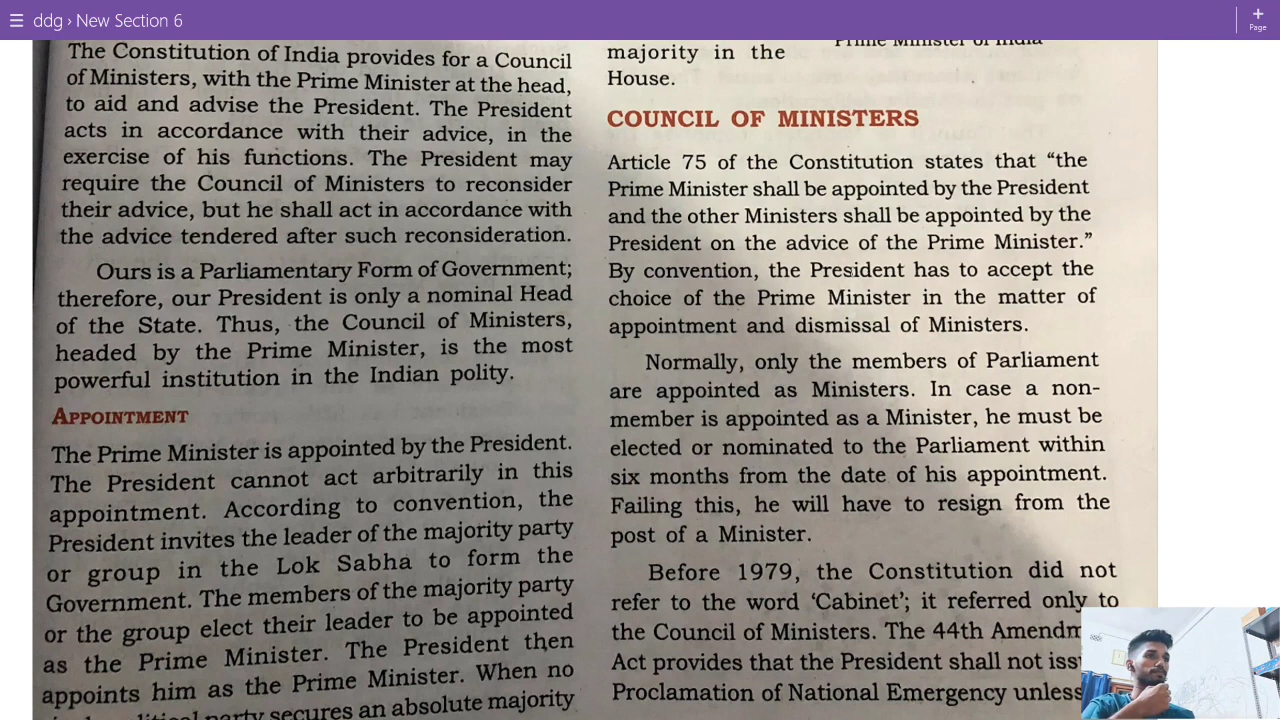 ddg › New Section 6
Page
The Constitution of India provides for a Council
of Ministers, with the Prime Minister at the head,
to aid and advise the President. The President
acts in accordance with their advice, in the
exercise of his functions. The President may
require the Council of Ministers to reconsider
their advice, but he shall act in accordance with
the advice tendered after such reconsideration.
Ours is a Parliamentary Form of Government;
therefore, our President is only a nominal Head
of the State. Thus, the Council of Ministers,
headed by the Prime Minister, is the most
powerful institution in the Indian polity.
APPOINTMENT
The Prime Minister is appointed by the President.
The President cannot act arbitrarily in this
appointment. According to convention, the
President invites the leader of the majority party
or group in the Lok Sabha to form the
Government. The members of the majority party
or the group elect their leader to be appointed
as the Prime Minister. The President then
appoints him as the Prime Minister. When no
party secures an absolute majority
Prime Minister of India
majority in the
House.
COUNCIL OF MINISTERS
Article 75 of the Constitution states that “the
Prime Minister shall be appointed by the President
and the other Ministers shall be appointed by the
President on the advice of the Prime Minister.”
By convention, the President has to accept the
choice of the Prime Minister in the matter of
appointment and dismissal of Ministers.
Normally, only the members of Parliament
are appointed as Ministers. In case a non-
member is appointed as a Minister, he must be
elected or nominated to the Parliament within
six months from the date of his appointment.
Failing this, he will have to resign from the
post of a Minister.
Before 1979, the Constitution did not
refer to the word ‘Cabinet’; it referred only to
the Council of Ministers. The 44th
Act provides that the President shall not
Proclamation of National Emergency unless